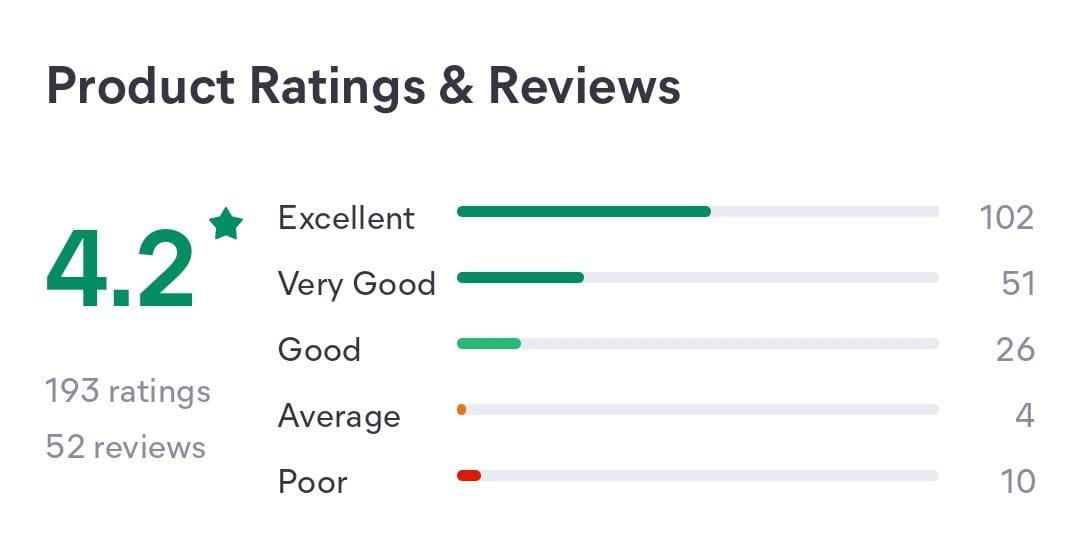 Product Ratings & Reviews
4.2
193 ratings
52 reviews
Excellent 102
Very Good 51
Good 26
Average 4
Poor 10